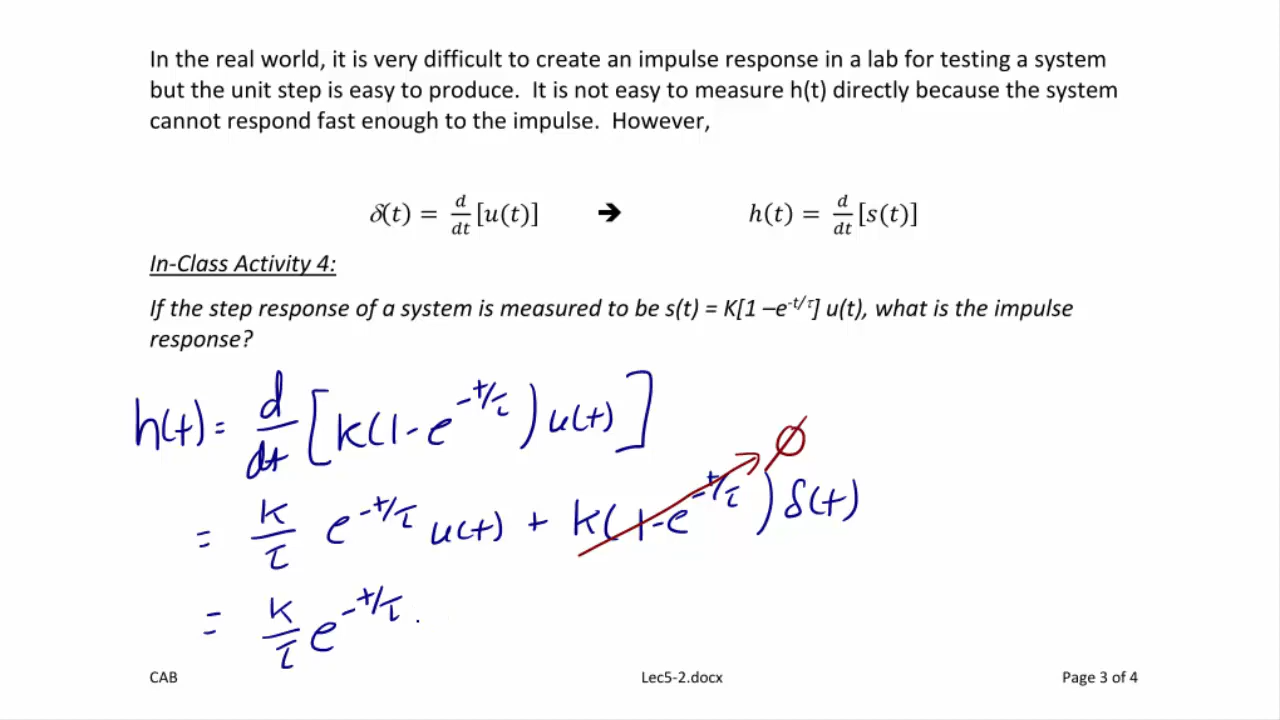 In the real world, it is very difficult to create an impulse response in a lab for testing a system
but the unit step is easy to produce.  It is not easy to measure h(t) directly because the system
cannot respond fast enough to the impulse.  However,
δ(t) = d/dt [u(t)] ➔ h(t) = d/dt [s(t)]
In-Class Activity 4:
If the step response of a system is measured to be s(t) = K[1 –e^-t/τ] u(t), what is the impulse
response?
h(t) = d/dt [K(1-e^-t/τ) u(t)]
= K/τ e^-t/τ u(t) + K(1-e^-t/τ) δ(t) Ø
= K/τ e^-t/τ
CAB Lec5-2.docx Page 3 of 4